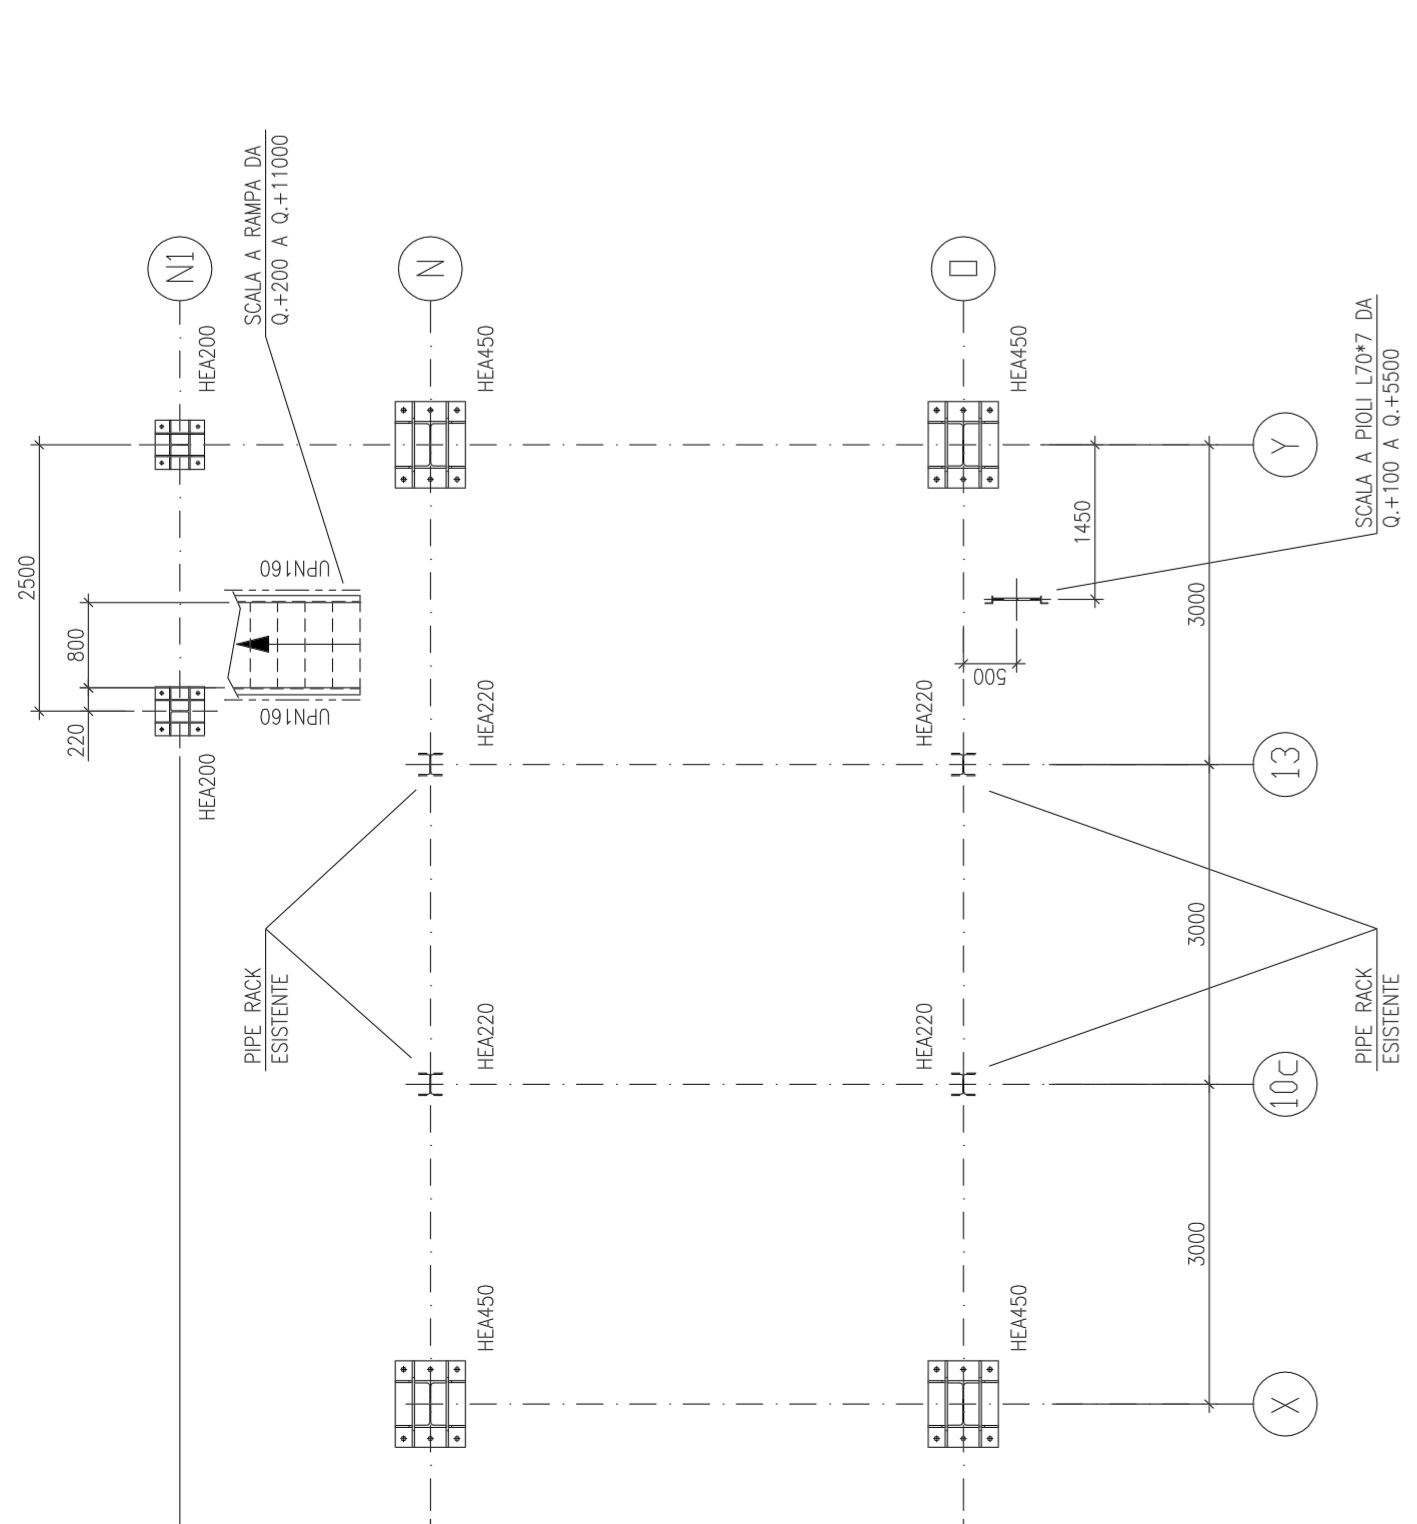 N1
N
O
HEA200
HEA450
HEA450
SCALA A RAMPA DA
Q.+200 A Q.+11000
SCALA A PIOLI L70*7 DA
Q.+100 A Q.+5500
Y
2500
800
220
UPN160
UPN160
1450
500
3000
HEA200
HEA220
HEA220
13
PIPE RACK
ESISTENTE
3000
PIPE RACK
ESISTENTE
HEA220
HEA220
10C
3000
HEA450
HEA450
X